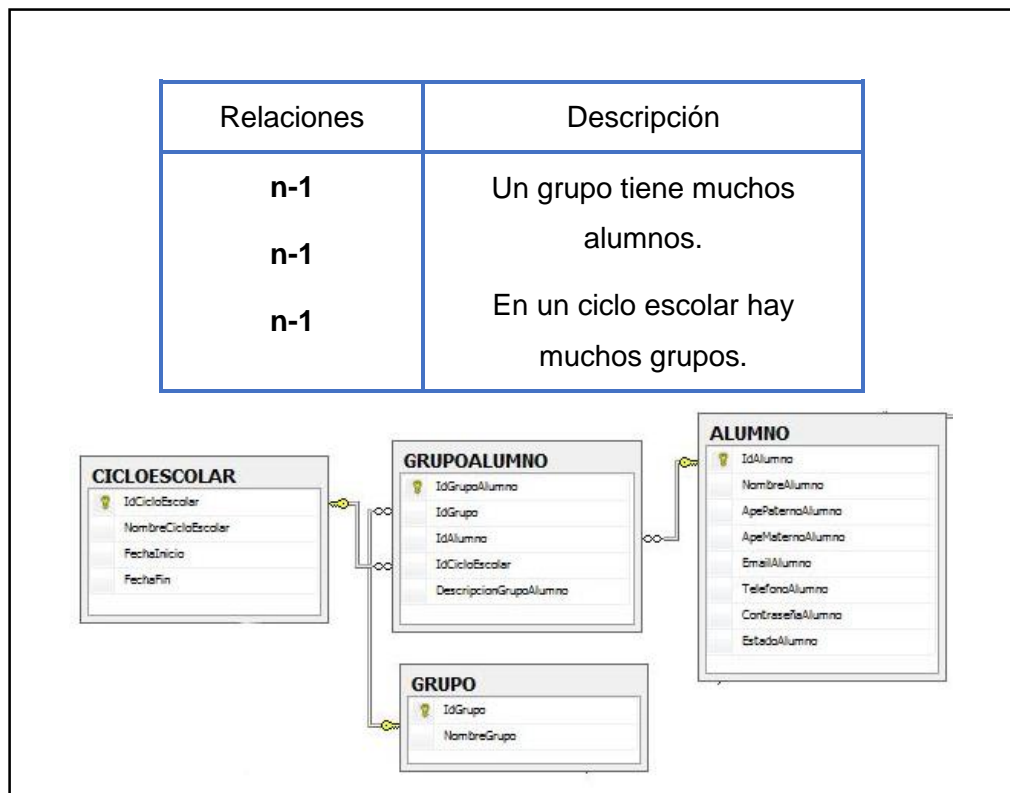 Relaciones
Descripción
n-1
n-1
n-1
Un grupo tiene muchos
alumnos.
En un ciclo escolar hay
muchos grupos.
CICLOESCOLAR
IdCicloEscolar
NombreCicloEscolar
FechaInicio
FechaFin
GRUPOALUMNO
IdGrupoAlumno
IdGrupo
IdAlumno
IdCicloEscolar
DescripcionGrupoAlumno
ALUMNO
IdAlumno
NombreAlumno
ApePaternoAlumno
ApeMaternoAlumno
EmailAlumno
TelefonoAlumno
ContraseñaAlumno
EstadoAlumno
GRUPO
IdGrupo
NombreGrupo